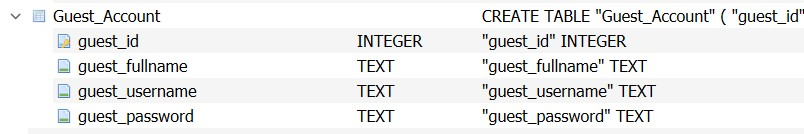 Guest_Account CREATE TABLE "Guest_Account" ( "guest_id"
guest_id INTEGER "guest_id" INTEGER
guest_fullname TEXT "guest_fullname" TEXT
guest_username TEXT "guest_username" TEXT
guest_password TEXT "guest_password" TEXT